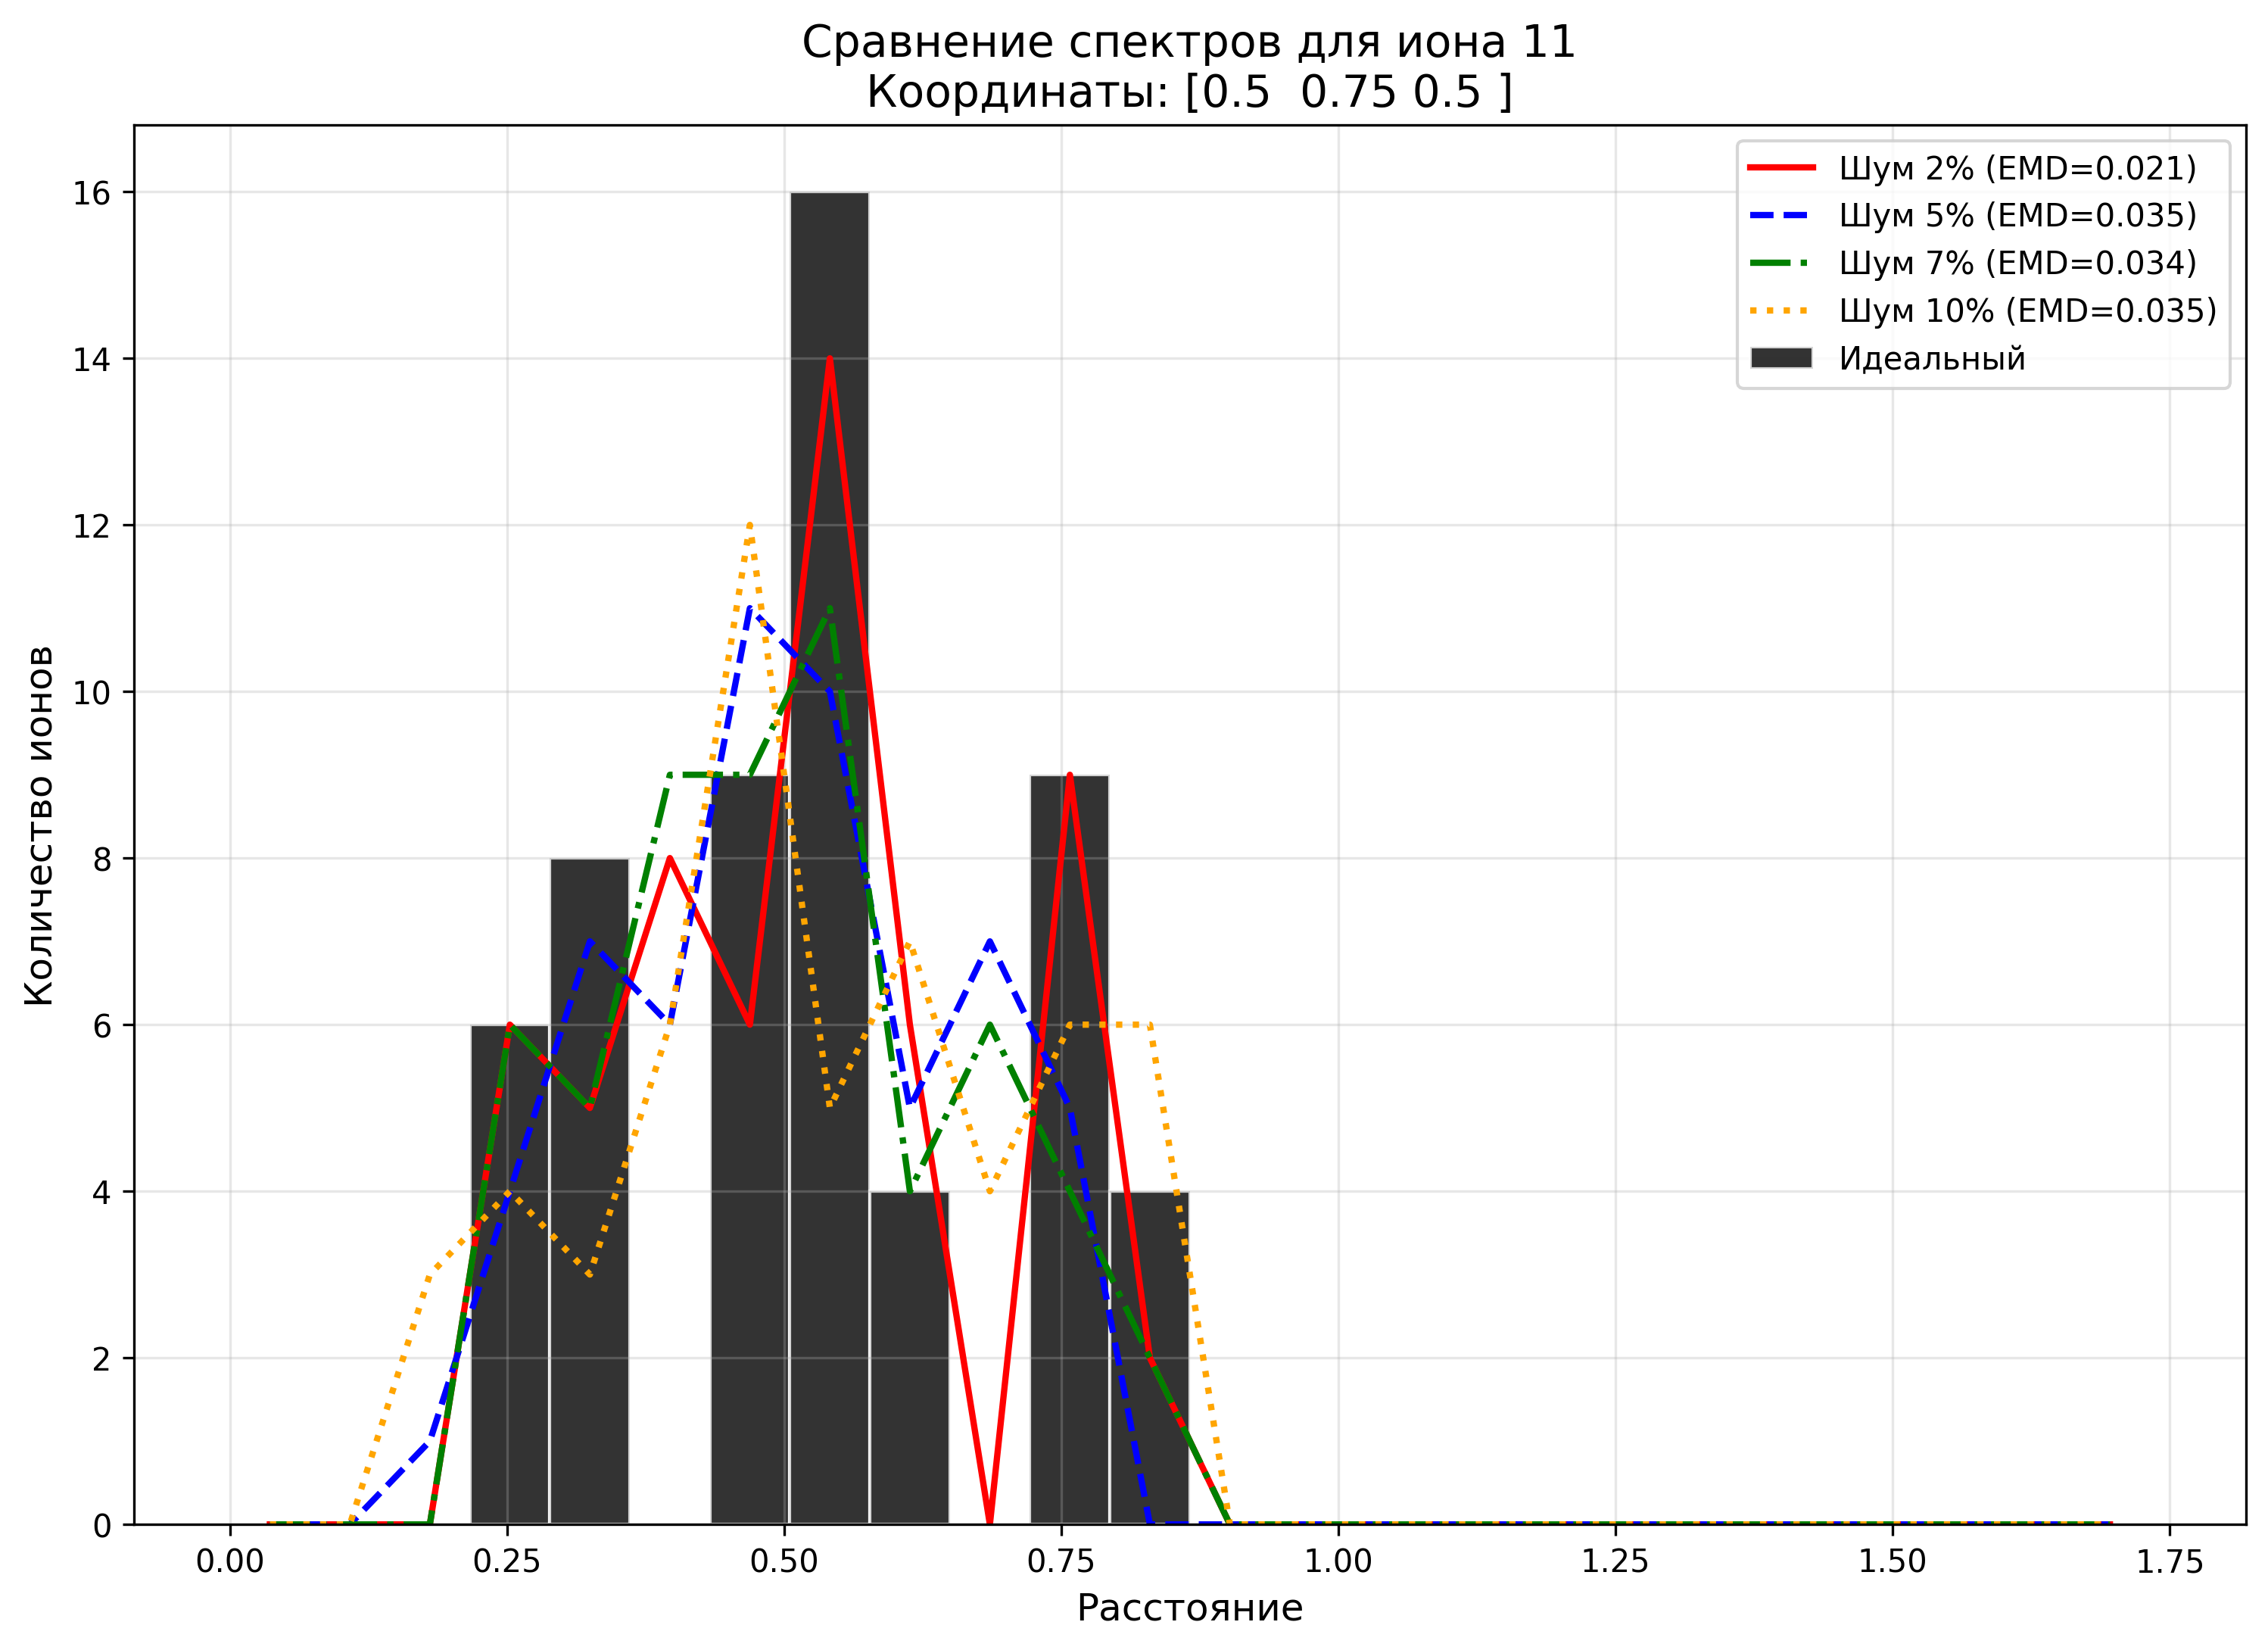 Сравнение спектров для иона 11
Координаты: [0.5  0.75 0.5 ]
Шум 2% (EMD=0.021)
Шум 5% (EMD=0.035)
Шум 7% (EMD=0.034)
Шум 10% (EMD=0.035)
Идеальный
Количество ионов
16
14
12
10
8
6
4
2
0
0.00 0.25 0.50 0.75 1.00 1.25 1.50 1.75
Расстояние